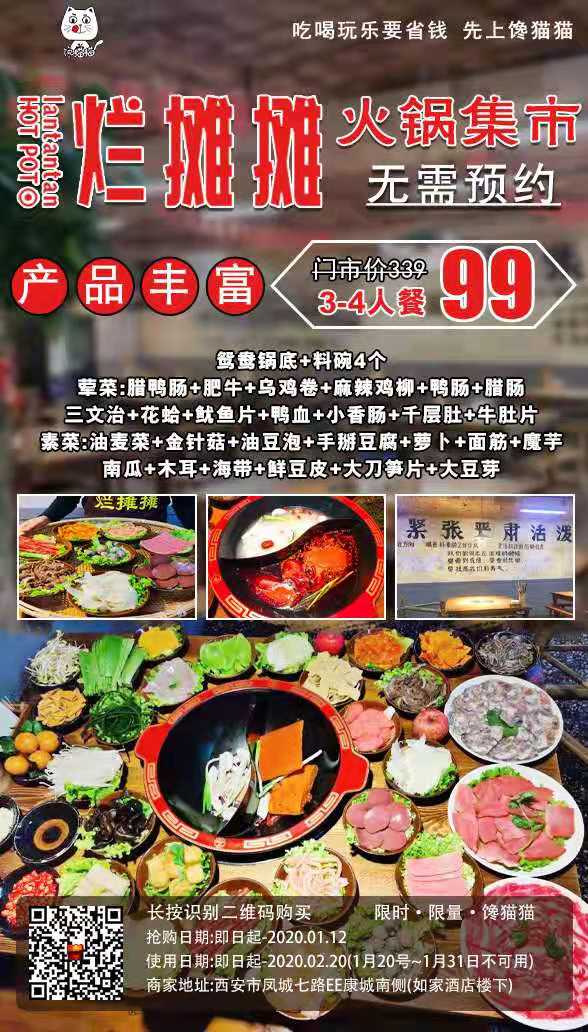 馋猫猫
吃喝玩乐要省钱 先上馋猫猫
lantantan
HOT POT
烂摊摊
火锅集市
无需预约
产品丰富
门市价339
3-4人餐
99
鸳鸯锅底+料碗4个
荤菜:腊鸭肠+肥牛+乌鸡卷+麻辣鸡柳+鸭肠+腊肠
三文治+花蛤+鱿鱼片+鸭血+小香肠+千层肚+牛肚片
素菜:油麦菜+金针菇+油豆泡+手掰豆腐+萝卜+面筋+魔芋
南瓜+木耳+海带+鲜豆皮+大刀笋片+大豆芽
烂摊摊
紧张严肃活泼
长按识别二维码购买
限时·限量·馋猫猫
抢购日期:即日起-2020.01.12
使用日期:即日起-2020.02.20(1月20号~1月31日不可用)
商家地址:西安市凤城七路EE康城南侧(如家酒店楼下)